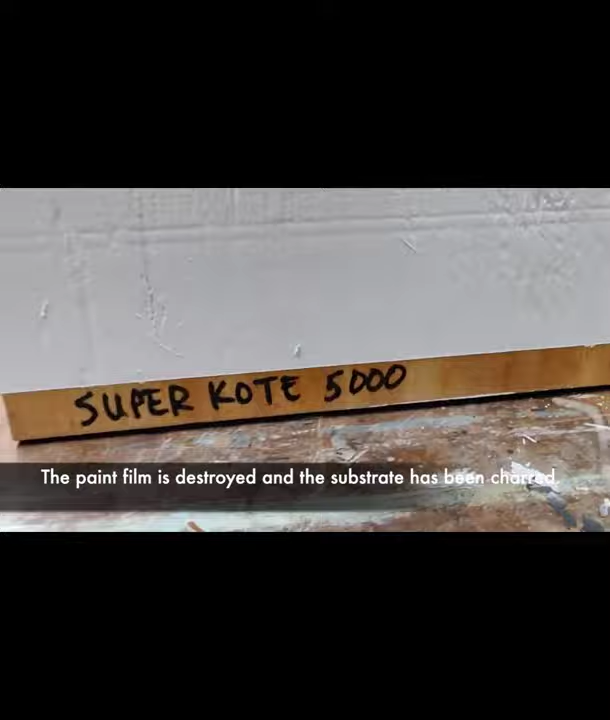 SUPER KOTE 5000
The paint film is destroyed and the substrate has been charred.